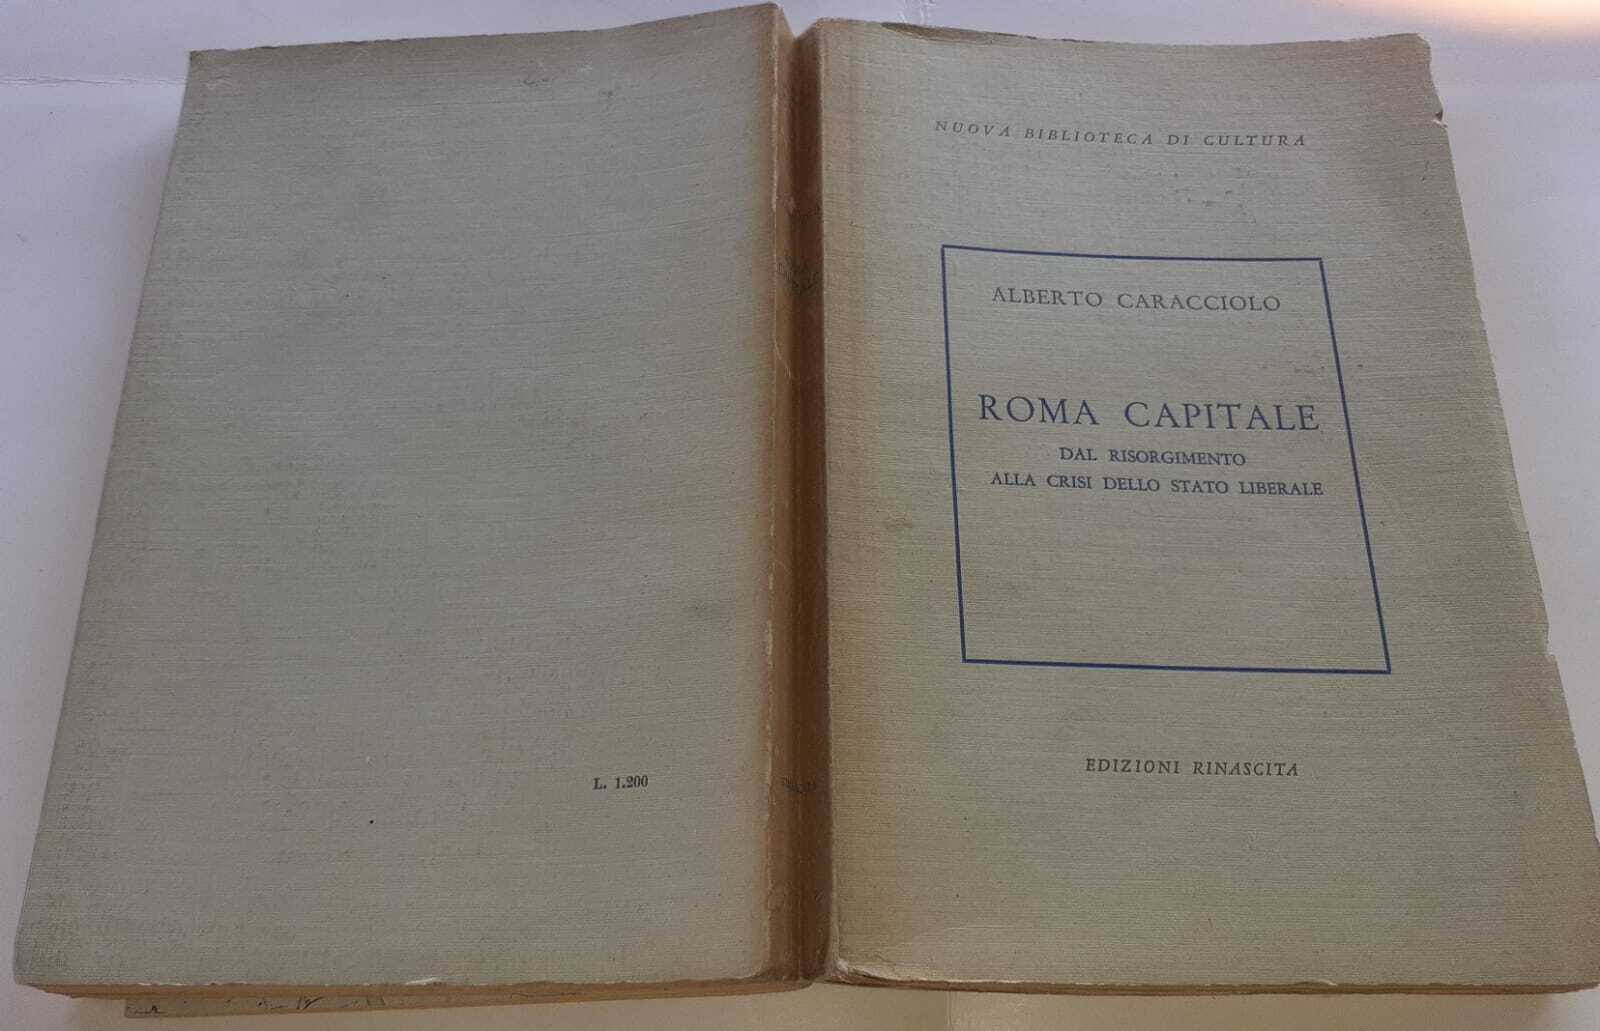 NUOVA BIBLIOTECA DI CULTURA
ALBERTO CARACCIOLO
ROMA CAPITALE
DAL RISORGIMENTO
ALLA CRISI DELLO STATO LIBERALE
EDIZIONI RINASCITA
L. 1.200